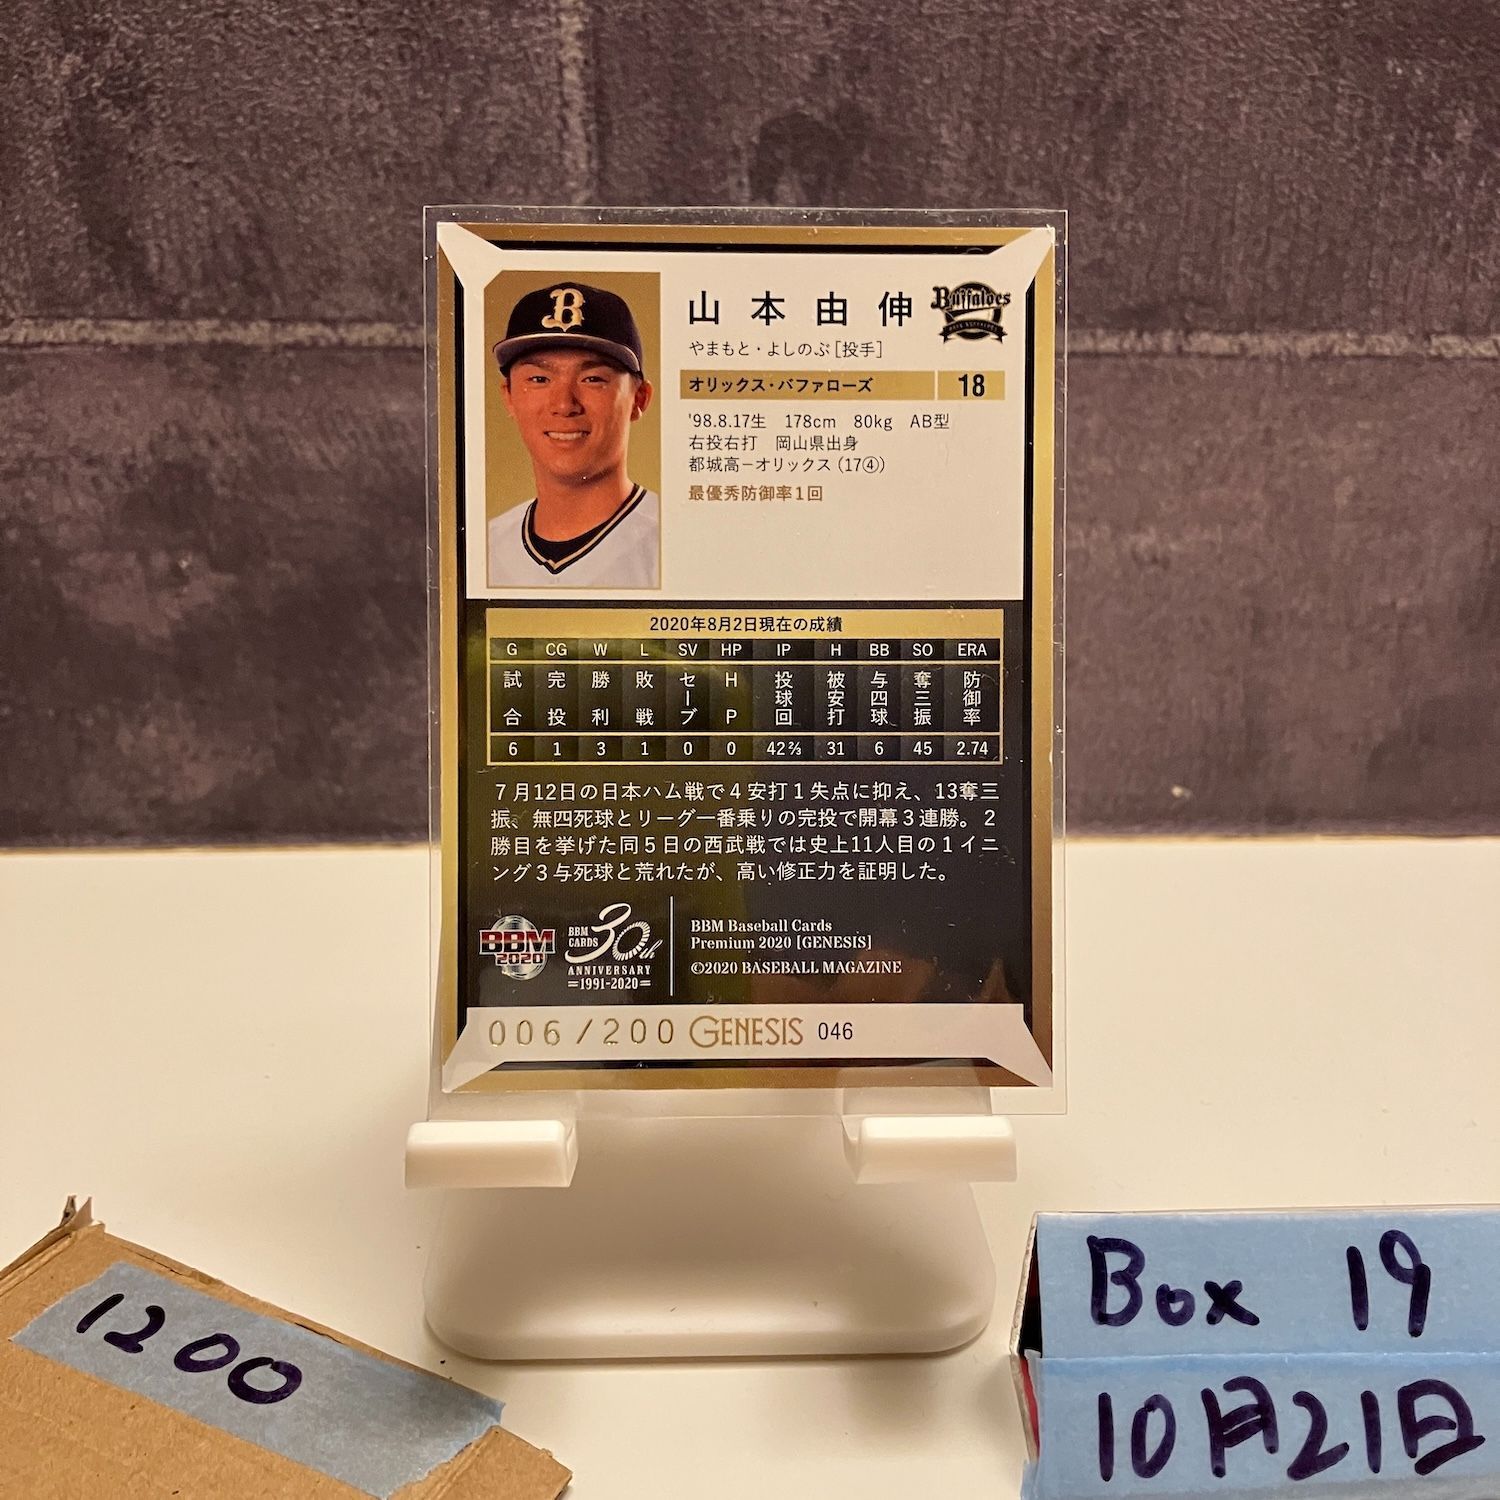 B
山本由伸
Buffaloes
やまもと・よしのぶ[投手]
オリックス・バファローズ 18
'98.8.17生 178cm 80kg AB型
右投右打 岡山県出身
都城高−オリックス(17④)
最優秀防御率1回
2020年8月2日現在の成績
G CG W L SV HP IP H BB SO ERA
試合 完投 勝利 敗戦 セーブ HP 投球回 被安打 与四球 奪三振 防御率
6 1 3 1 0 0 42⅔ 31 6 45 2.74
7月12日の日本ハム戦で4安打1失点に抑え、13奪三
振、無四死球とリーグ一番乗りの完投で開幕3連勝。2
勝目を挙げた同5日の西武戦では史上11人目の1イニ
ング3与死球と荒れたが、高い修正力を証明した。
BBM
2020
BBM
CARDS
30th
ANNIVERSARY
=1991-2020=
BBM Baseball Cards
Premium 2020 [GENESIS]
©2020 BASEBALL MAGAZINE
006/200 GENESIS 046
1200
Box 19
10月21日